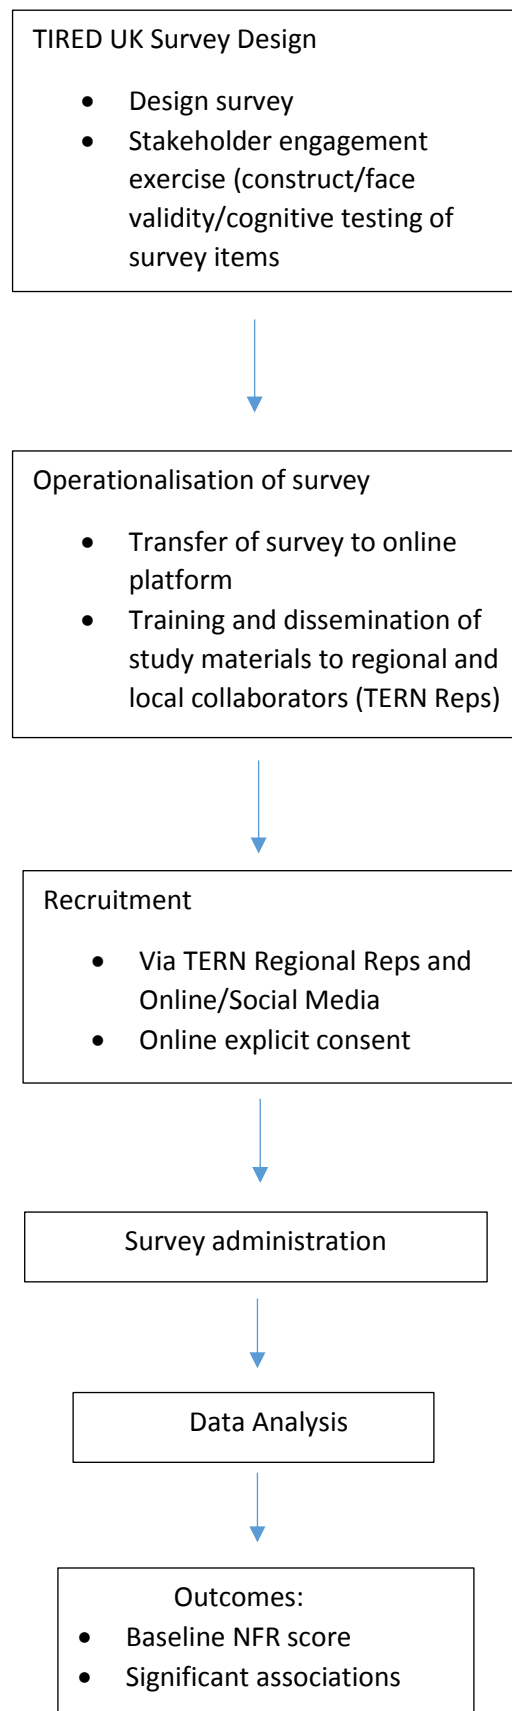 TIRED UK Survey Design
• Design survey
• Stakeholder engagement
exercise (construct/face
validity/cognitive testing of
survey items
Operationalisation of survey
• Transfer of survey to online
platform
• Training and dissemination of
study materials to regional and
local collaborators (TERN Reps)
Recruitment
• Via TERN Regional Reps and
Online/Social Media
• Online explicit consent
Survey administration
Data Analysis
Outcomes:
• Baseline NFR score
• Significant associations